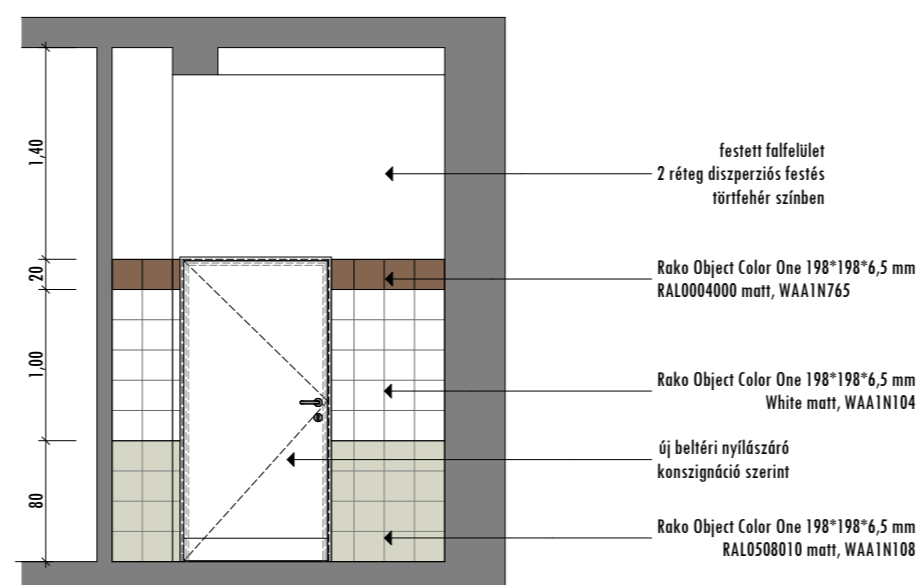 1,40
20
1,00
80
festett falfelület
2 réteg diszperziós festés
törtfehér színben
Rako Object Color One 198*198*6,5 mm
RAL0004000 matt, WAA1N765
Rako Object Color One 198*198*6,5 mm
White matt, WAA1N104
új beltéri nyílászáró
konszignáció szerint
Rako Object Color One 198*198*6,5 mm
RAL0508010 matt, WAA1N108